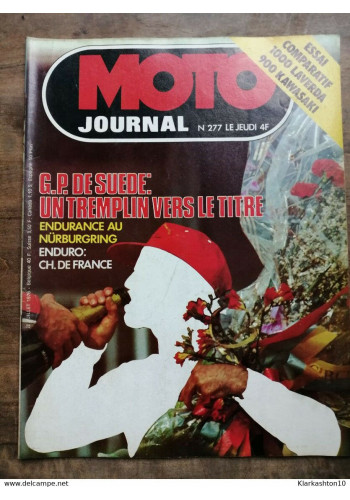 ESSAI
COMPARATIF
1000 LAVERDA
900 KAWASAKI
MOTO
JOURNAL
N 277 LE JEUDI 4F
G.P. DE SUEDE:
UN TREMPLIN VERS LE TITRE
ENDURANCE AU
NÜRBURGRING
ENDURO:
CH. DE FRANCE
www.delcampe.net
Klarkashton10